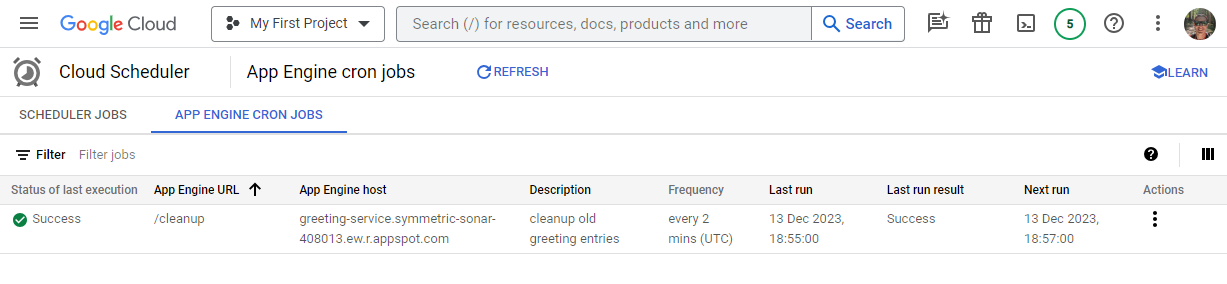 Google Cloud
My First Project
Search (/) for resources, docs, products and more
Search
5
Cloud Scheduler
App Engine cron jobs
REFRESH
LEARN
SCHEDULER JOBS
APP ENGINE CRON JOBS
Filter
Filter jobs
Status of last execution App Engine URL App Engine host Description Frequency Last run Last run result Next run Actions
Success /cleanup greeting-service.symmetric-sonar- cleanup old every 2 13 Dec 2023, Success 13 Dec 2023,
408013.ew.r.appspot.com greeting entries mins (UTC) 18:55:00 18:57:00